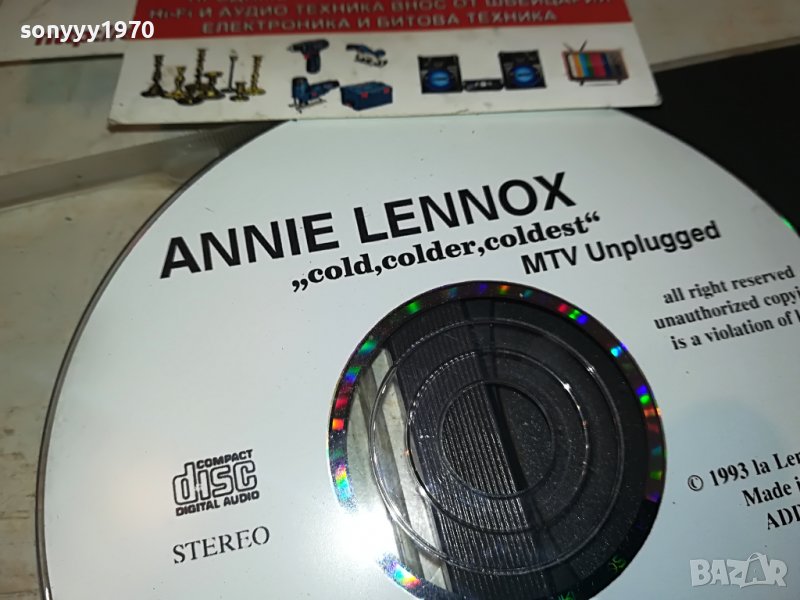 sonyyy1970
Hi-Fi И АУДИО ТЕХНИКА ВНОС ОТ ШВЕЙЦАРИЯ
ЕЛЕКТРОНИКА И БИТОВА ТЕХНИКА
ANNIE LENNOX
„cold,colder,coldest“
MTV Unplugged
all right reserved
unauthorized copyi
is a violation of
COMPACT
disc
DIGITAL AUDIO
STEREO
© 1993 la Len
Made i
ADD
BAZAR